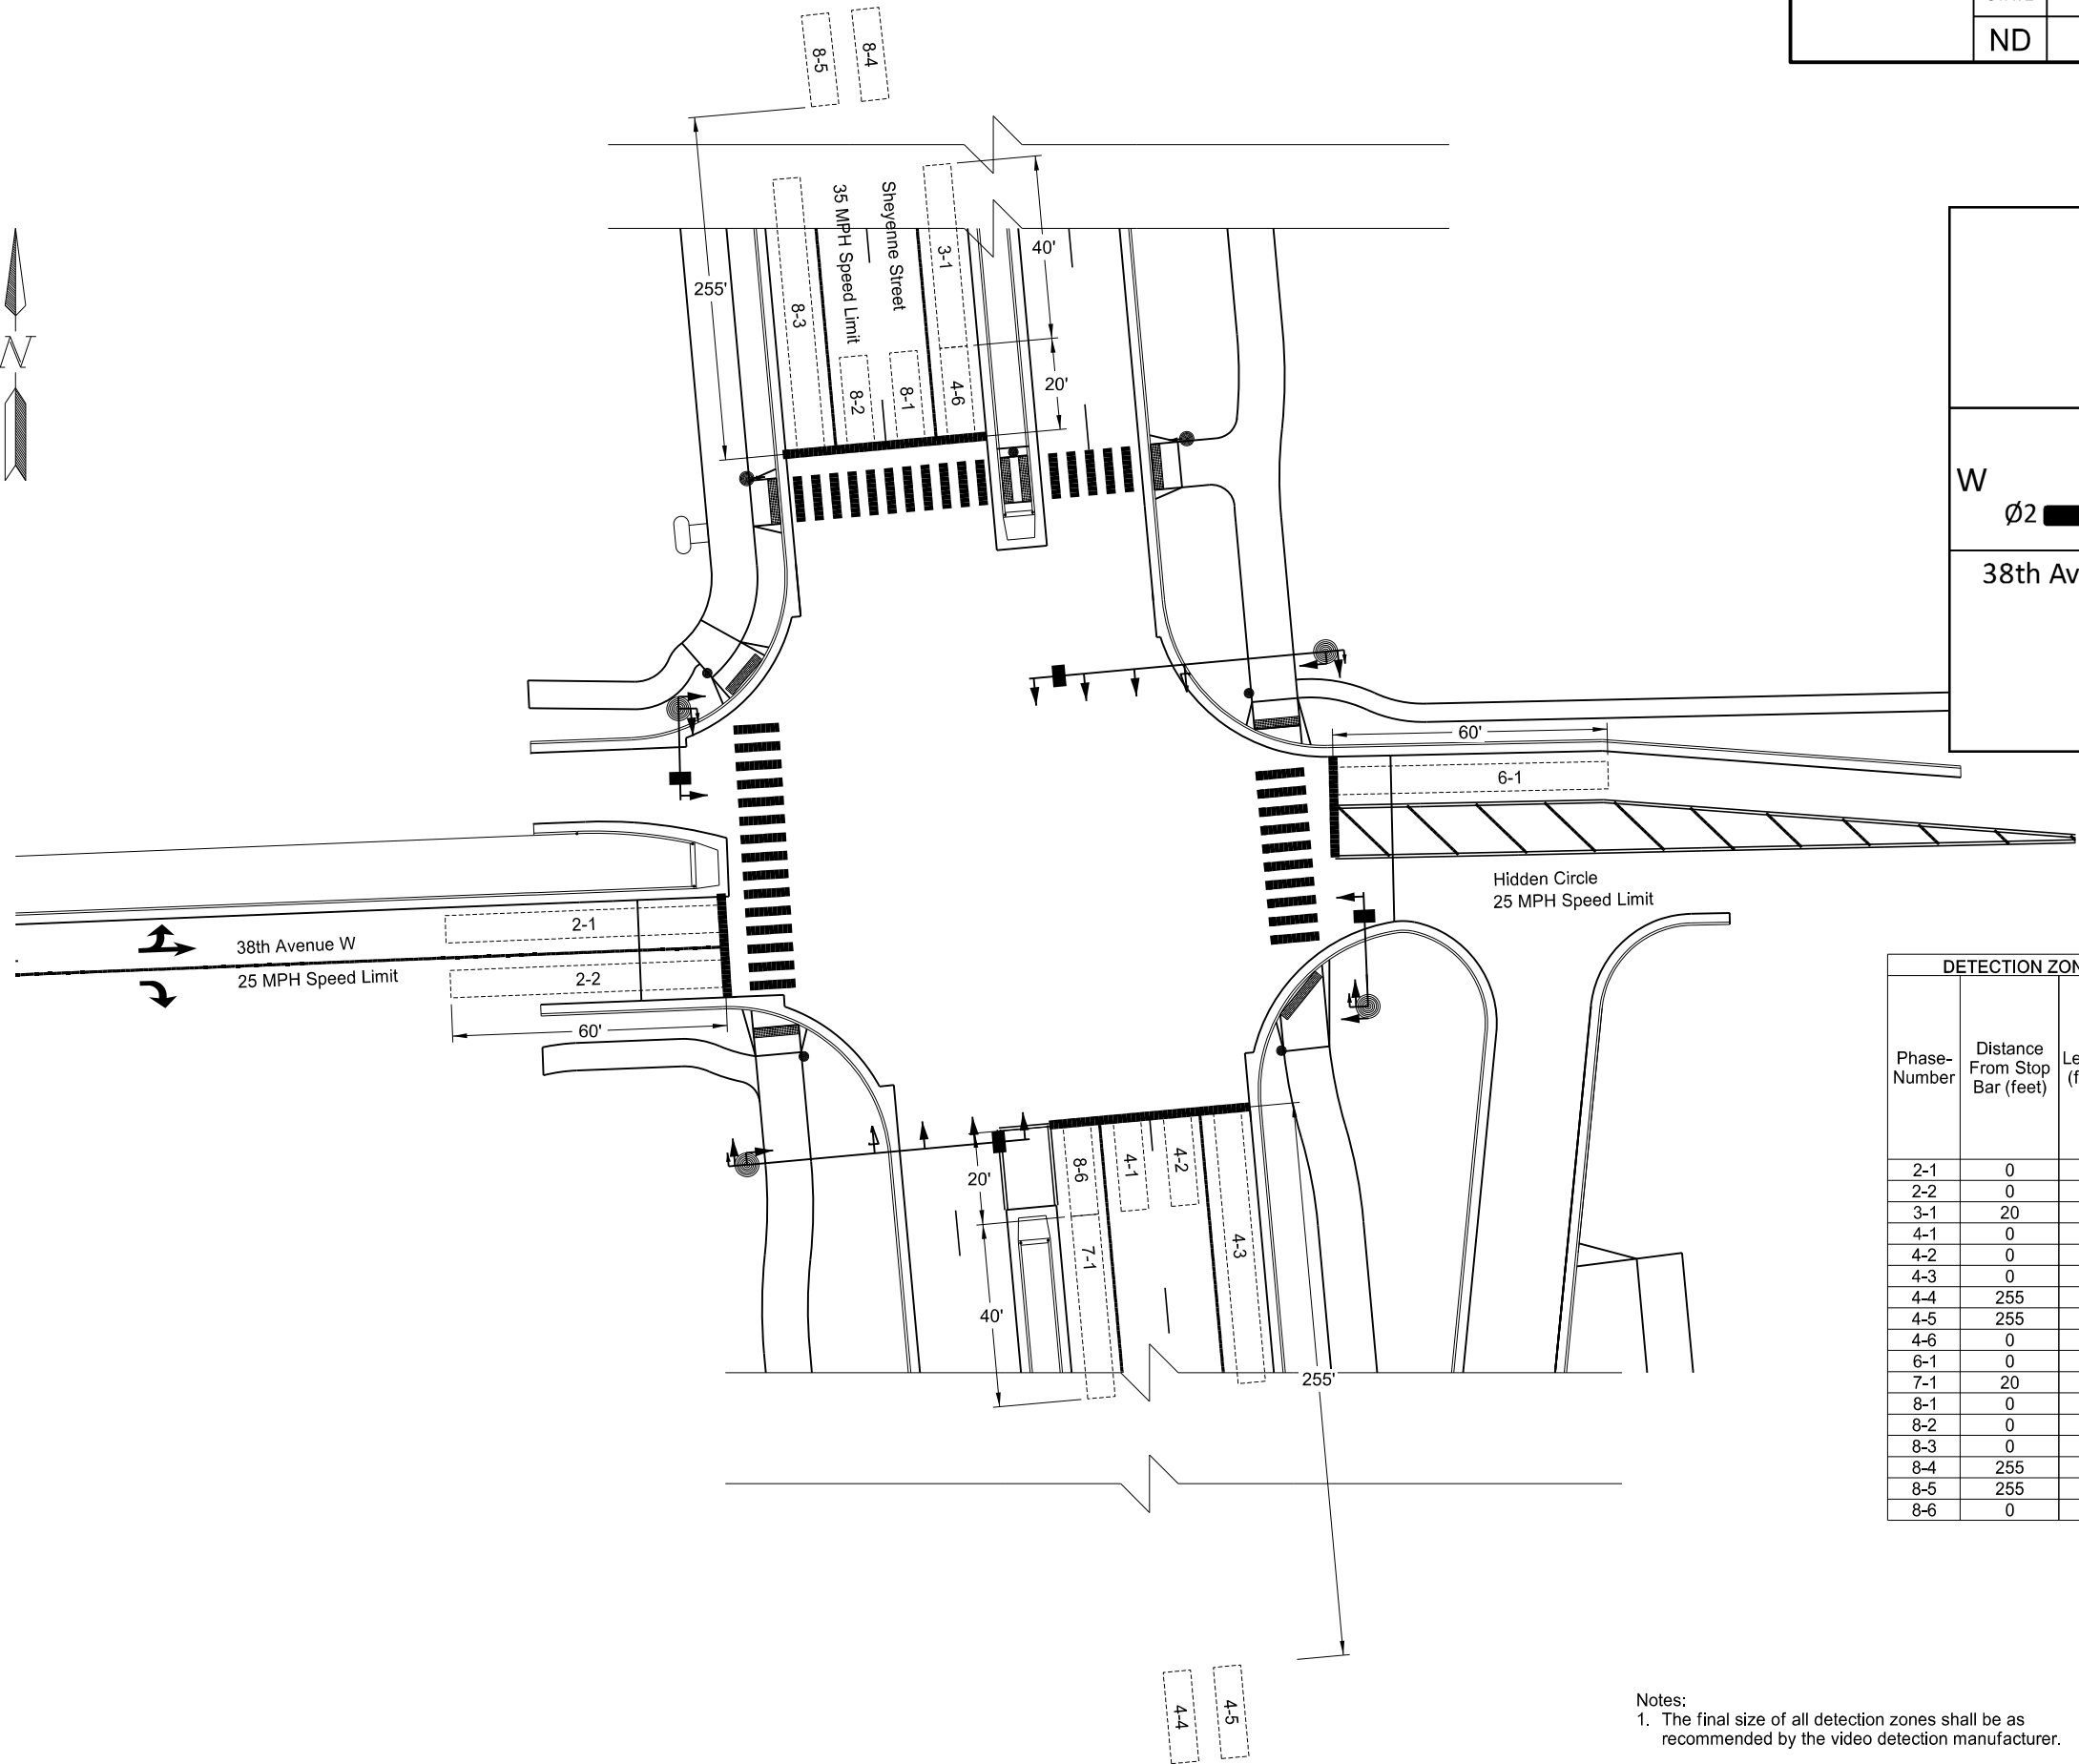 ND
8-5
8-4
255'
8-3
35 MPH Speed Limit
Sheyenne Street
3-1
40'
8-2
8-1
4-6
20'
N
W
Ø2
38th Av
60'
6-1
Hidden Circle
25 MPH Speed Limit
2-1
38th Avenue W
25 MPH Speed Limit
2-2
60'
20'
8-6
4-1
4-2
40'
7-1
4-3
255'
4-4
4-5
DETECTION ZON
Phase-
Number
Distance
From Stop
Bar (feet)
Le
(f
2-1 0
2-2 0
3-1 20
4-1 0
4-2 0
4-3 0
4-4 255
4-5 255
4-6 0
6-1 0
7-1 20
8-1 0
8-2 0
8-3 0
8-4 255
8-5 255
8-6 0
Notes:
1. The final size of all detection zones shall be as
recommended by the video detection manufacturer.